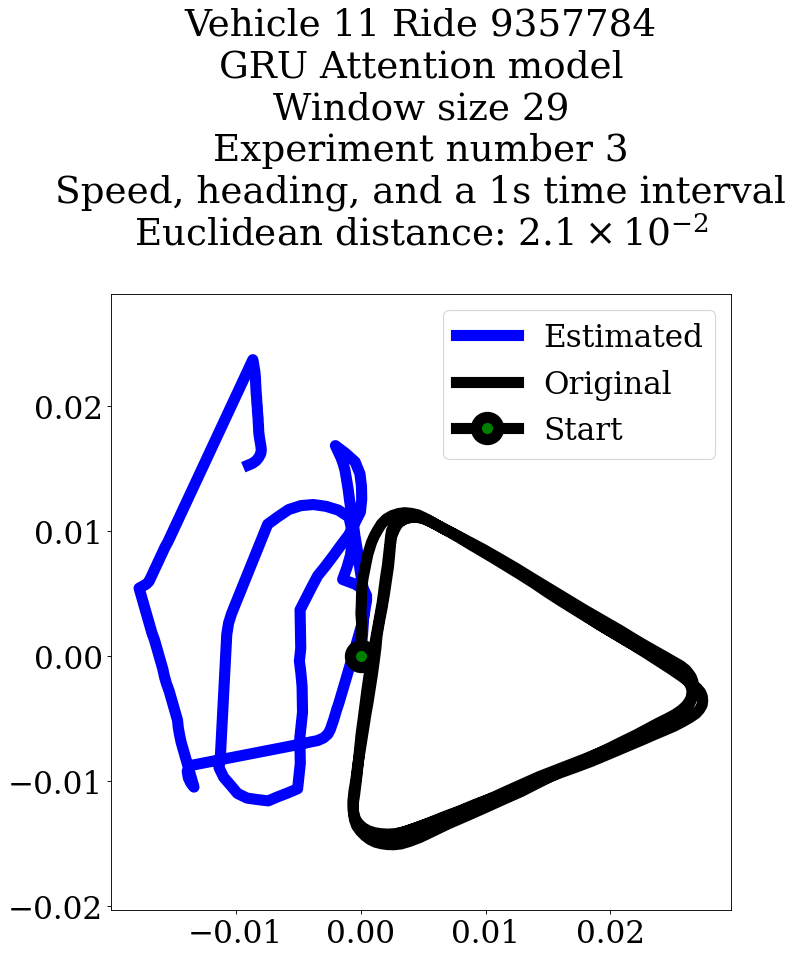 Vehicle 11 Ride 9357784
GRU Attention model
Window size 29
Experiment number 3
Speed, heading, and a 1s time interval
Euclidean distance: 2.1 × 10⁻²
Estimated
Original
Start
0.02
0.01
0.00
−0.01
−0.02
−0.01 0.00 0.01 0.02